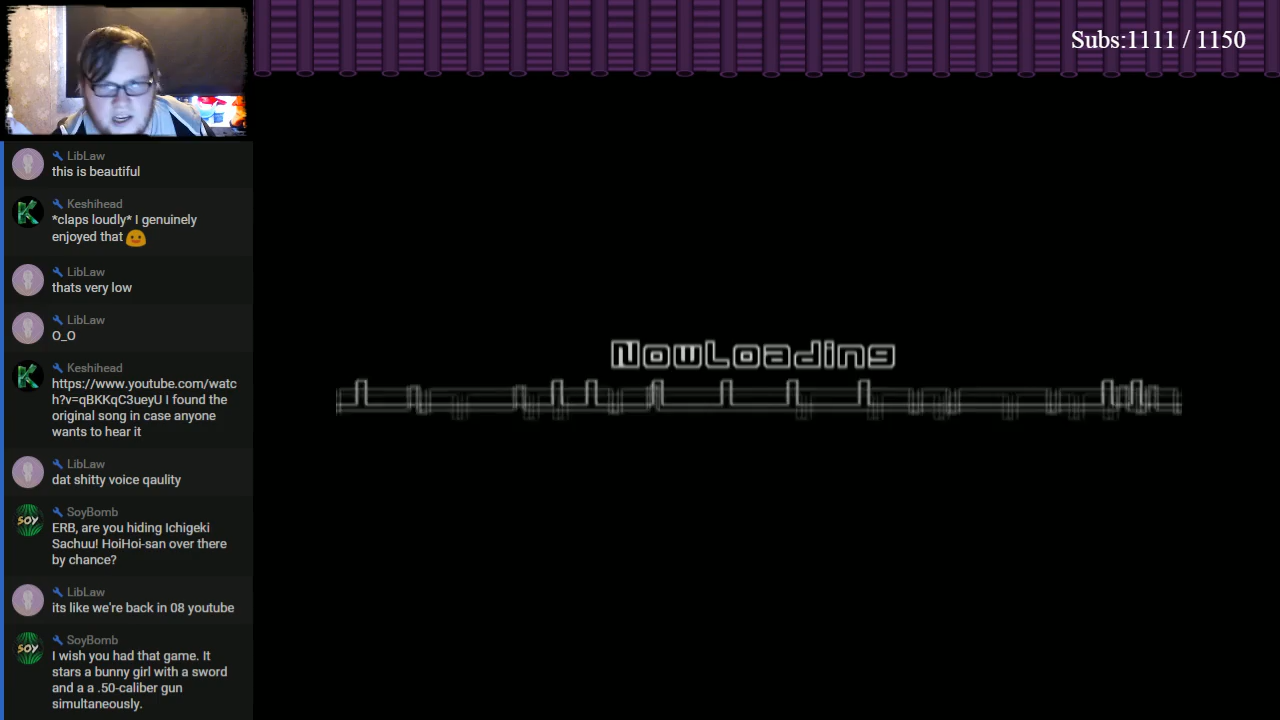 Subs:1111 / 1150
LibLaw
this is beautiful
Keshihead
*claps loudly* I genuinely
enjoyed that
LibLaw
thats very low
LibLaw
O_O
Keshihead
https://www.youtube.com/watc
h?v=qBKKqC3ueyU I found the
original song in case anyone
wants to hear it
LibLaw
dat shitty voice qaulity
SOY
SoyBomb
ERB, are you hiding Ichigeki
Sachuu! HoiHoi-san over there
by chance?
LibLaw
its like we're back in 08 youtube
SOY
SoyBomb
I wish you had that game. It
stars a bunny girl with a sword
and a a .50-caliber gun
simultaneously.
NowLoading